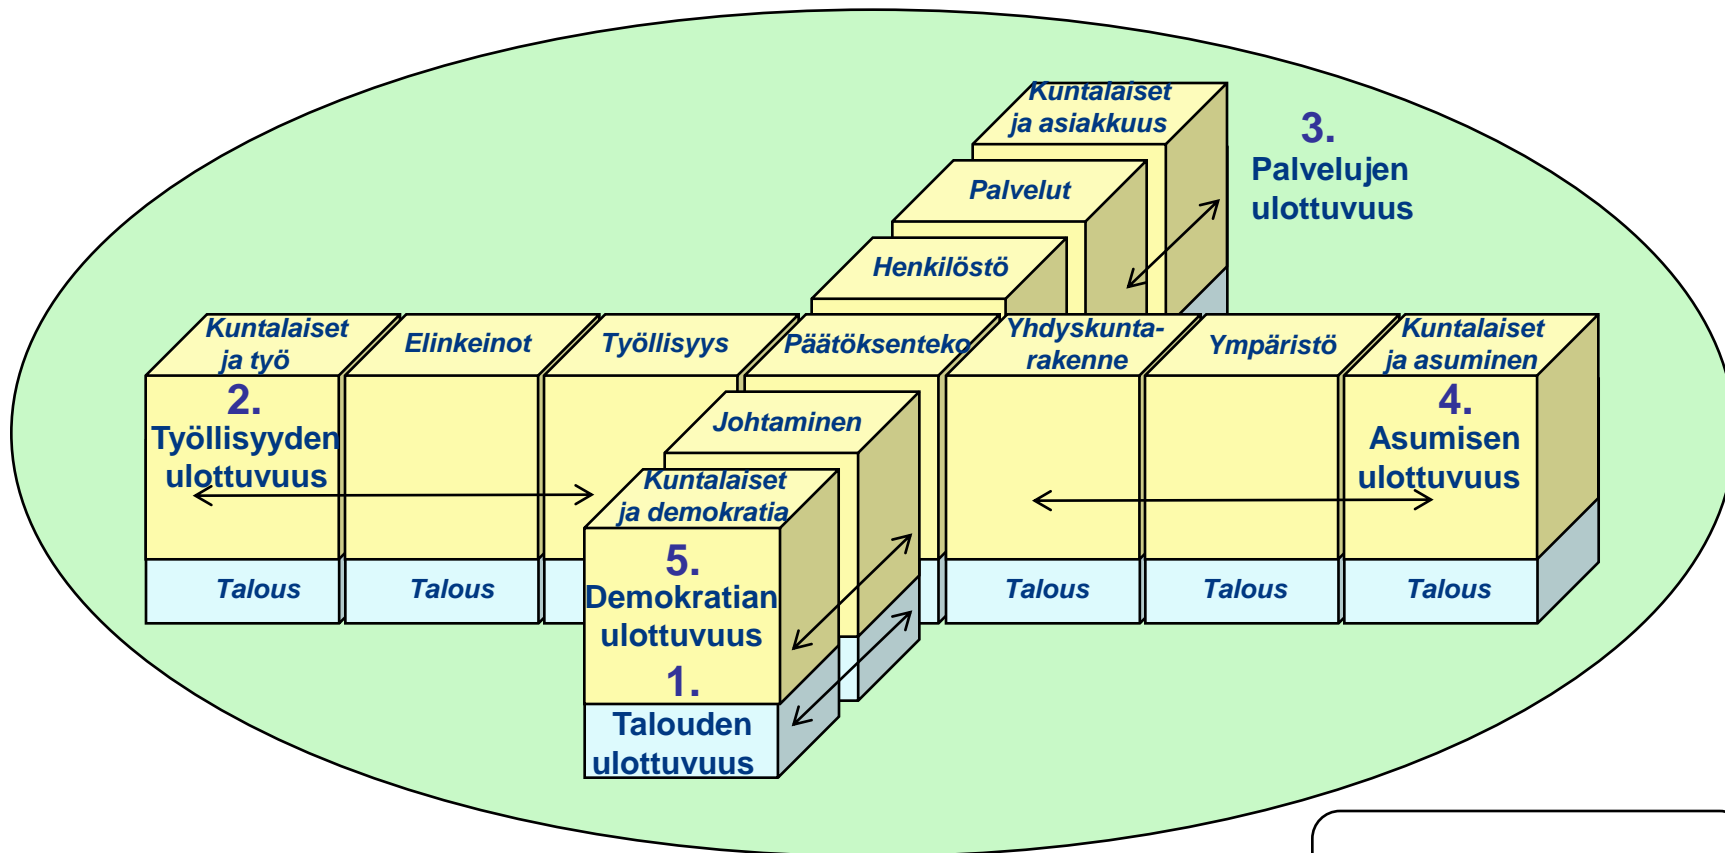 Kuntalaiset
ja asiakkuus
3.
Palvelujen
ulottuvuus
Palvelut
Henkilöstö
Kuntalaiset
ja työ
Elinkeinot
Työllisyys
Päätöksenteko
Yhdyskunta-
rakenne
Ympäristö
Kuntalaiset
ja asuminen
2.
Työllisyyden
ulottuvuus
4.
Asumisen
ulottuvuus
Johtaminen
Kuntalaiset
ja demokratia
5.
Demokratian
ulottuvuus
Talous
Talous
Talous
Talous
Talous
1.
Talouden
ulottuvuus